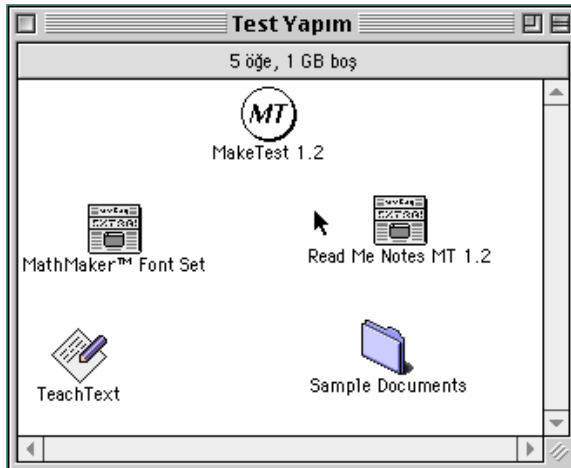 Test Yapım
5 öğe, 1 GB boş
MT
MakeTest 1.2
MathMaker™ Font Set
Read Me Notes MT 1.2
TeachText
Sample Documents